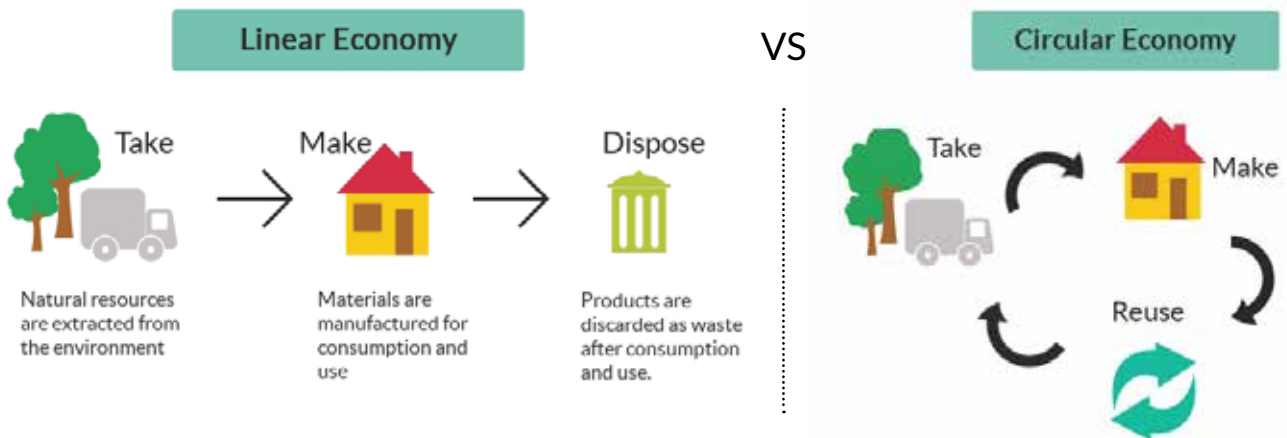 Linear Economy
VS
Circular Economy
Take
Make
Dispose
Natural resources
are extracted from
the environment
Materials are
manufactured for
consumption and
use
Products are
discarded as waste
after consumption
and use.
Take
Make
Reuse